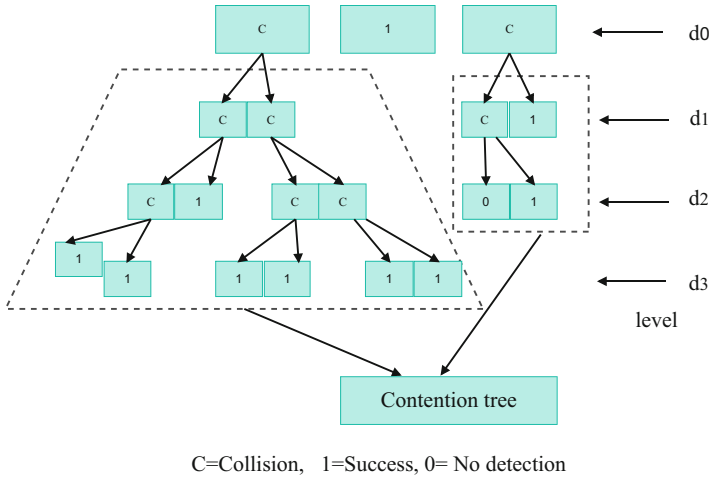 C 1 C d0
C C C 1 d1
C 1 C C 0 1 d2
1 1 1 1 1 1 d3
level
Contention tree
C=Collision, 1=Success, 0= No detection